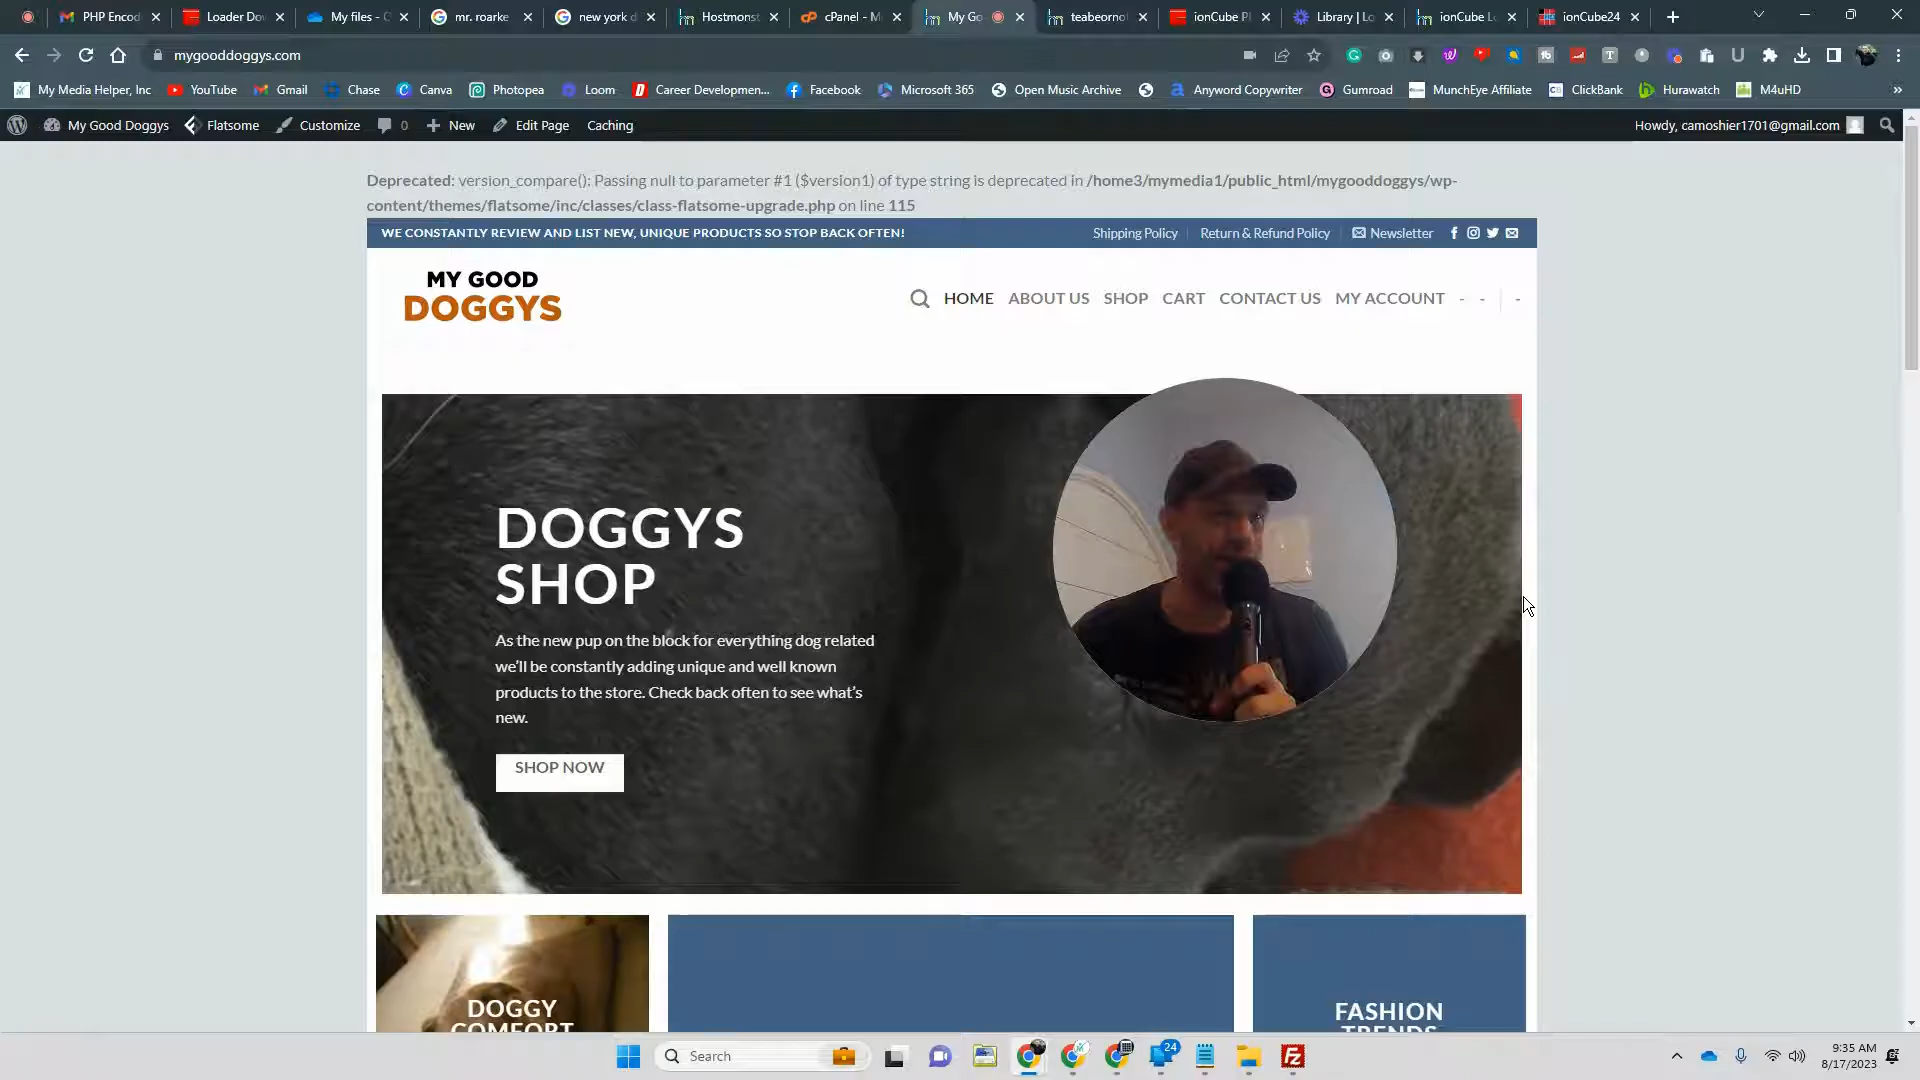 PHP Encod
Loader Do
My files - O
mr. roarke
new york d
Hostmonst
cPanel - M
My Go
teabeorno
ionCube Pl
Library | Lo
ionCube Lo
ionCube24
mygooddoggys.com
My Media Helper, Inc
YouTube
Gmail
Chase
Canva
Photopea
Loom
Career Developmen...
Facebook
Microsoft 365
Open Music Archive
Anyword Copywriter
Gumroad
MunchEye Affiliate
ClickBank
Hurawatch
M4uHD
»
My Good Doggys
Flatsome
Customize
0
New
Edit Page
Caching
Howdy, camoshier1701@gmail.com
Deprecated: version_compare(): Passing null to parameter #1 ($version1) of type string is deprecated in /home3/mymedia1/public_html/mygooddoggys/wp-
content/themes/flatsome/inc/classes/class-flatsome-upgrade.php on line 115
WE CONSTANTLY REVIEW AND LIST NEW, UNIQUE PRODUCTS SO STOP BACK OFTEN!
Shipping Policy
Return & Refund Policy
Newsletter
MY GOOD
DOGGYS
HOME
ABOUT US
SHOP
CART
CONTACT US
MY ACCOUNT
-
-
-
DOGGYS
SHOP
As the new pup on the block for everything dog related
we'll be constantly adding unique and well known
products to the store. Check back often to see what's
new.
SHOP NOW
DOGGY
COMFORT
FASHION
TRENDS
Search
24
9:35 AM
8/17/2023